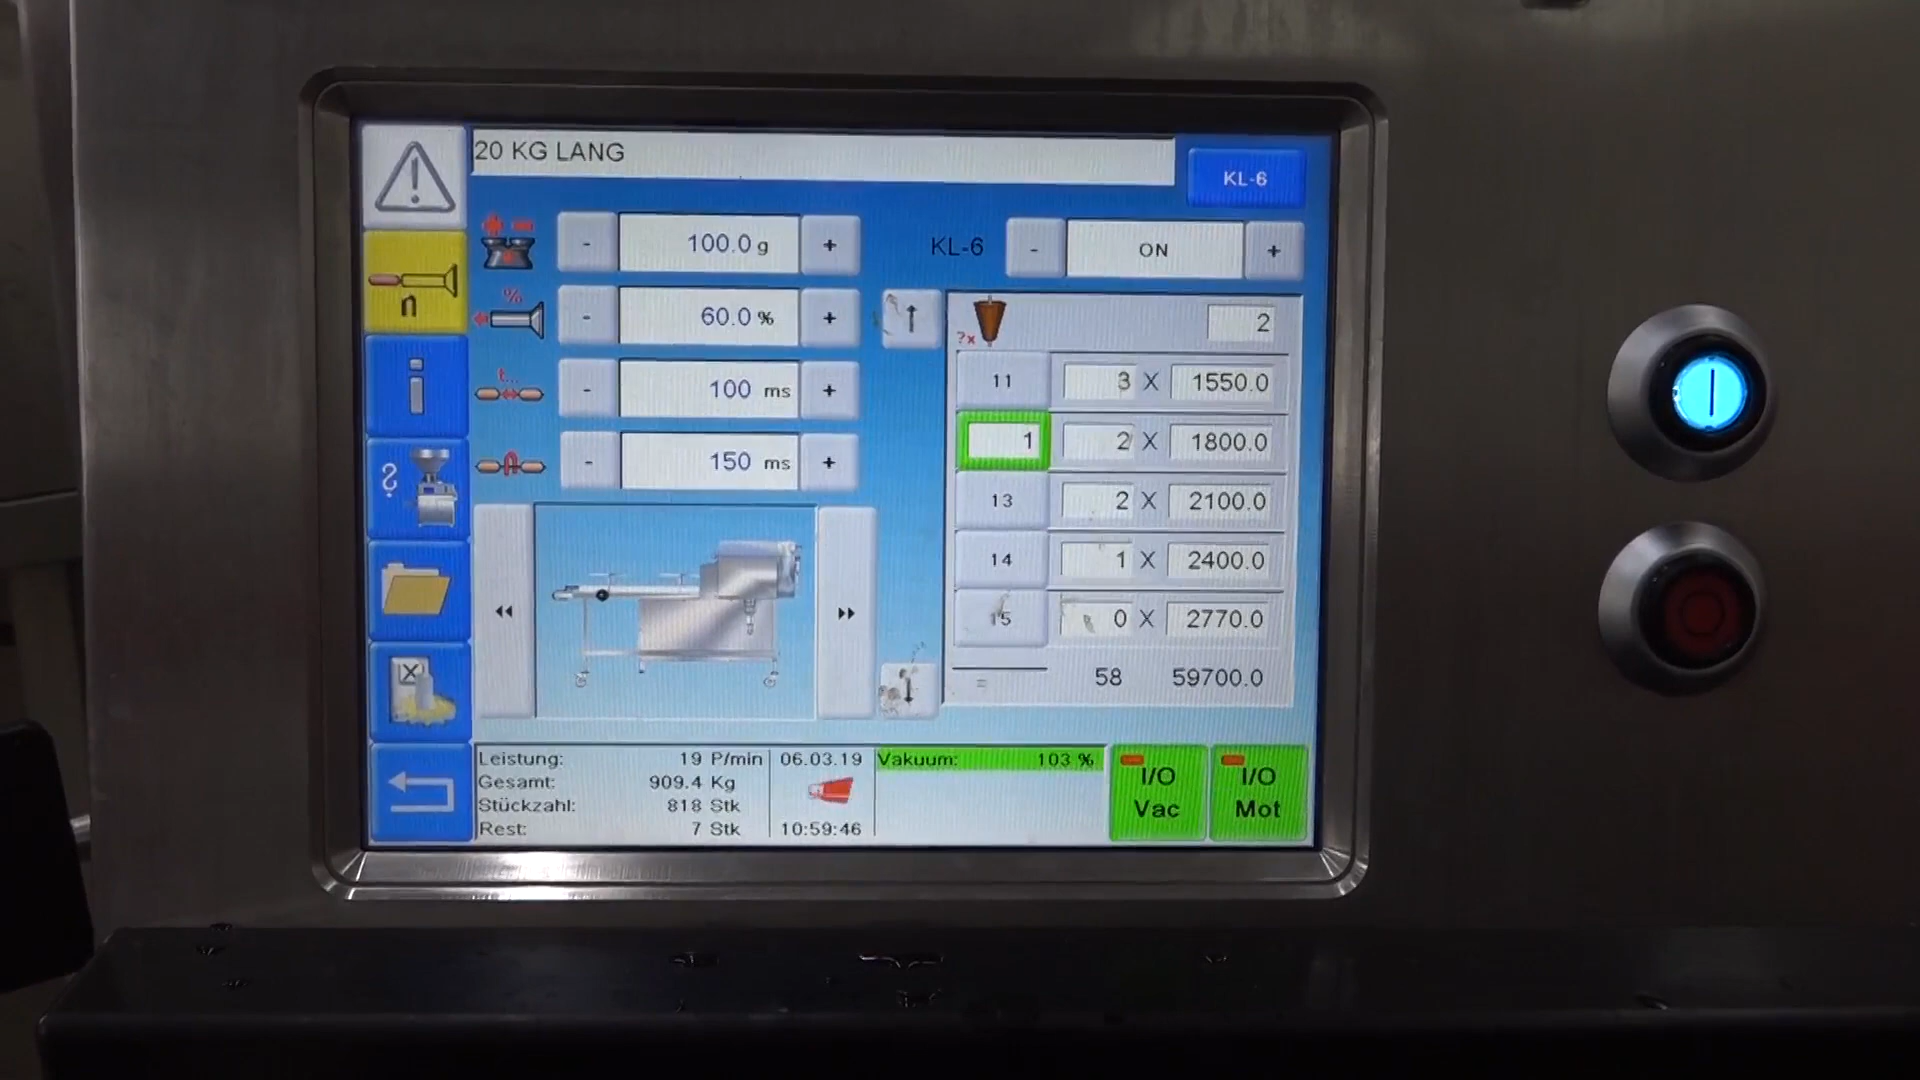 20 KG LANG
KL-6
- 100.0 g +
KL-6 - ON +
% - 60.0 % +
?x 2
t... - 100 ms +
11 3 X 1550.0
1 2 X 1800.0
- 150 ms +
13 2 X 2100.0
14 1 X 2400.0
15 0 X 2770.0
= 58 59700.0
n
Leistung: 19 P/min
Gesamt: 909.4 Kg
Stückzahl: 818 Stk
Rest: 7 Stk
06.03.19
10:59:46
Vakuum: 103 %
I/O
Vac
I/O
Mot